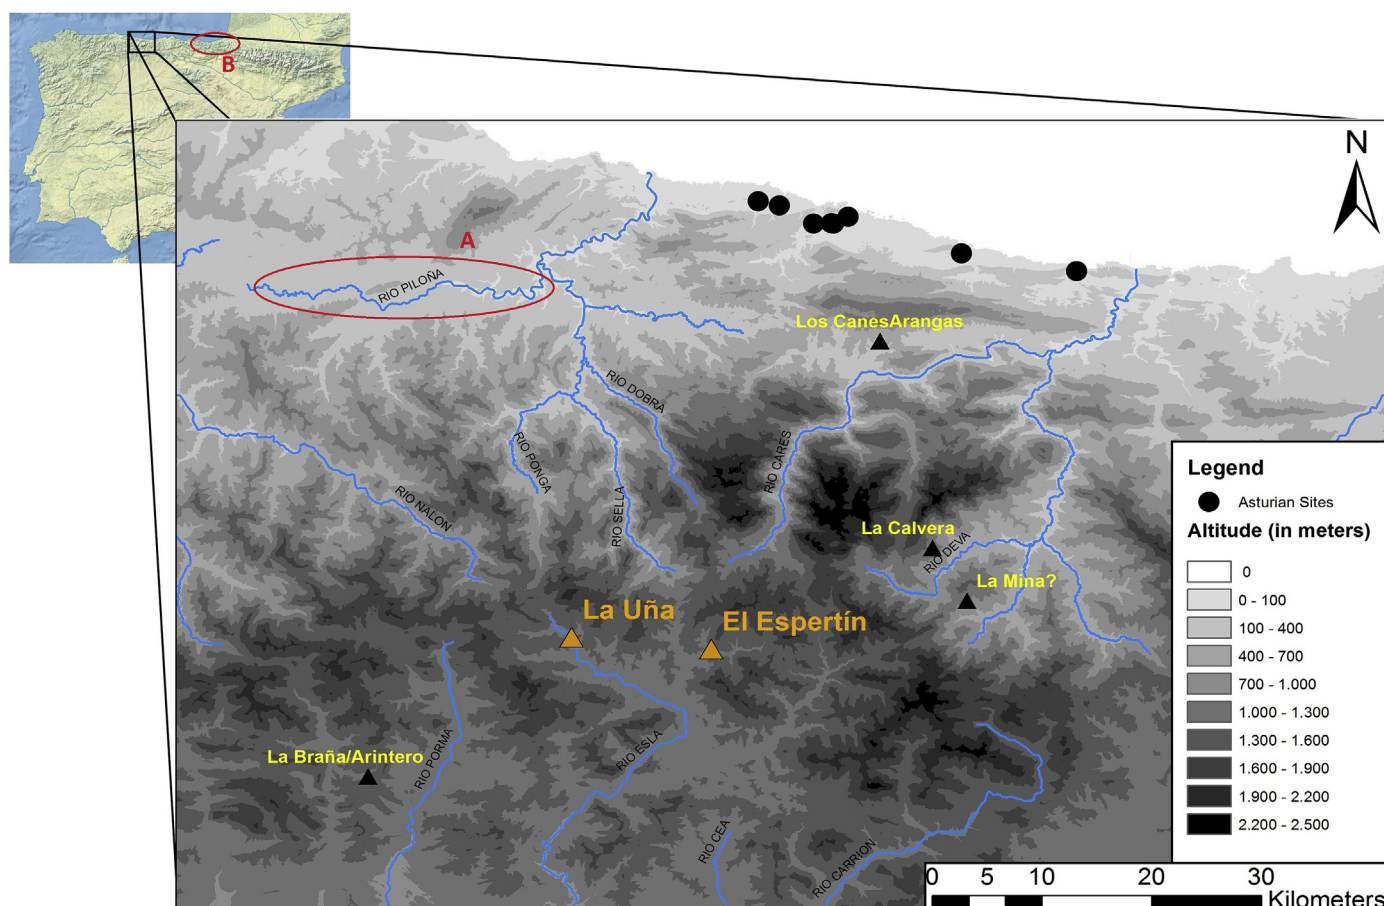 B
N
A
RIO PILOÑA
Los CanesArangas
RIO DOBRA
RIO PONGA
RIO CARES
RIO NALON
RIO SELLA
La Calvera
RIO DEVA
La Mina?
La Uña
El Espertín
La Braña/Arintero
RIO PORMA
RIO ESLA
RIO CEA
RIO CARRION
Legend
Asturian Sites
Altitude (in meters)
0
0 - 100
100 - 400
400 - 700
700 - 1.000
1.000 - 1.300
1.300 - 1.600
1.600 - 1.900
1.900 - 2.200
2.200 - 2.500
0 5 10 20 30
Kilometers